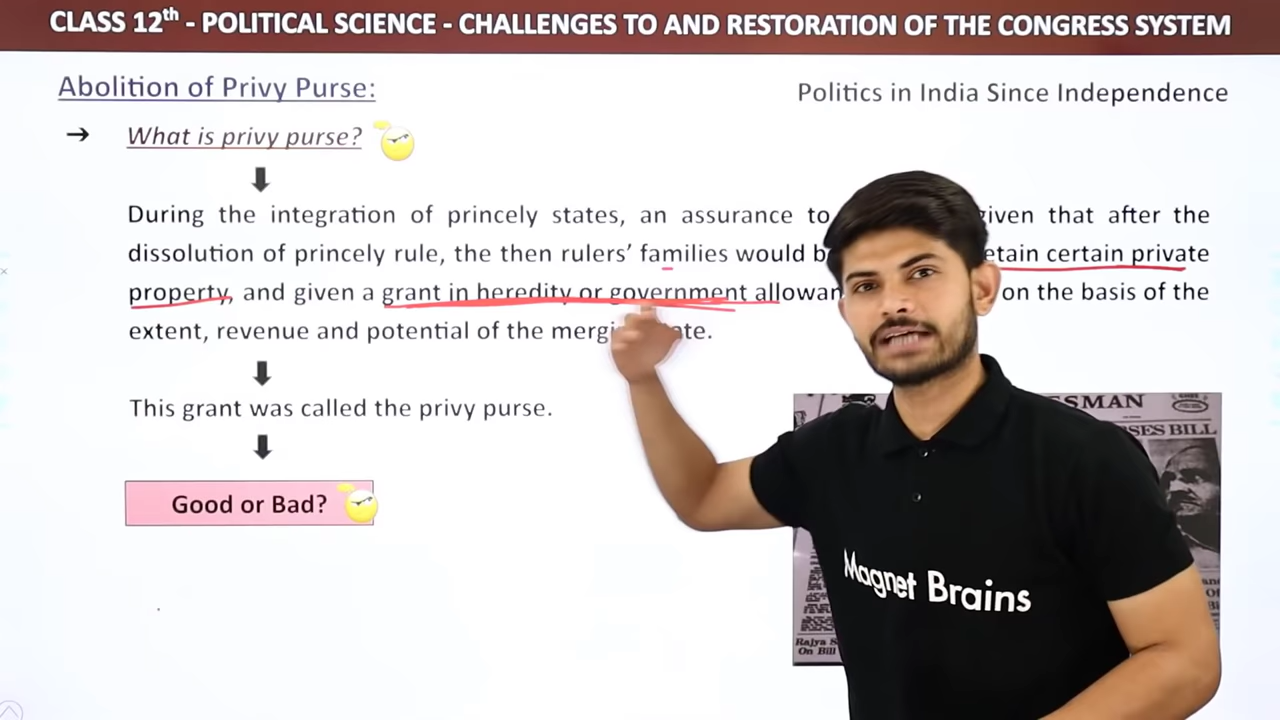 CLASS 12th - POLITICAL SCIENCE - CHALLENGES TO AND RESTORATION OF THE CONGRESS SYSTEM
Abolition of Privy Purse:
Politics in India Since Independence
→ What is privy purse?
During the integration of princely states, an assurance to given that after the
dissolution of princely rule, the then rulers' families would etain certain private
property, and given a grant in heredity or government allowan on the basis of the
extent, revenue and potential of the mergi ate.
This grant was called the privy purse.
Good or Bad?
SMAN
SES BILL
Rajya S
On Bill
Magnet Brains